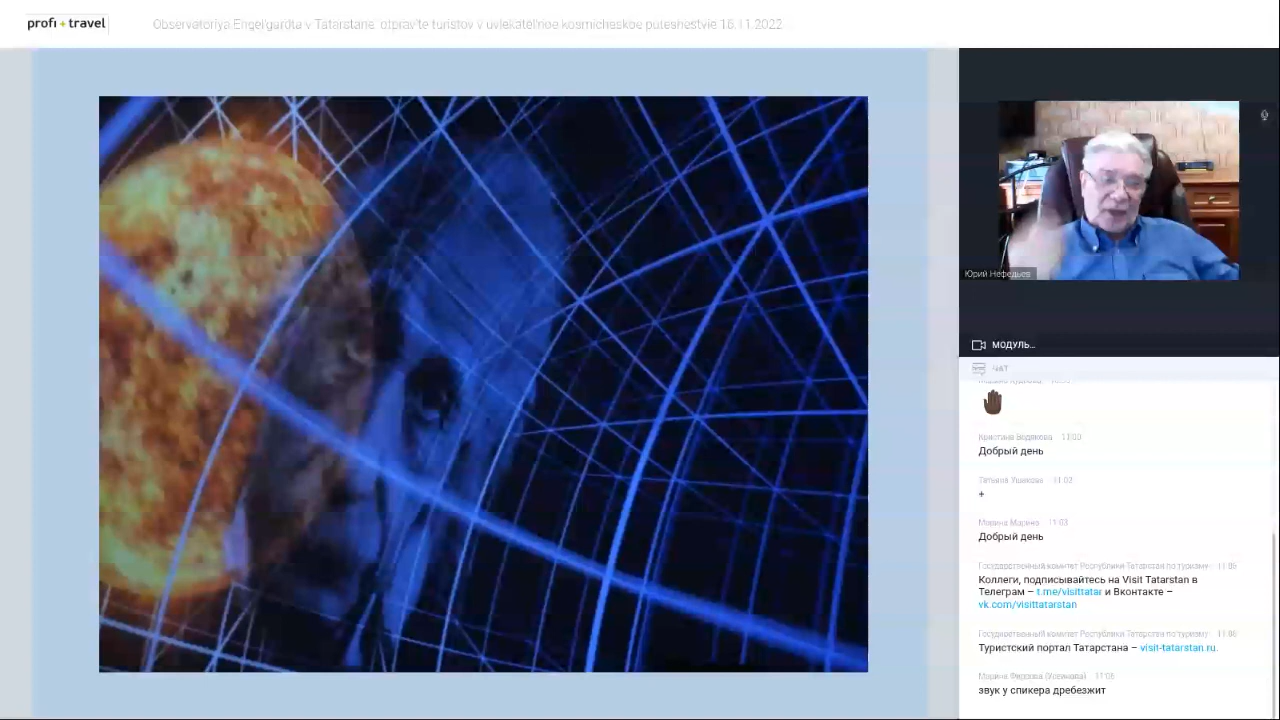 profi + travel
Observatoriya Engel'gardta v Tatarstane: otprav'te turistov v uvlekatel'noe kosmicheskoe puteshestvie 16.11.2022
Юрий Нефедьев
МОДУЛЬ...
ЧАТ
Кристина Водякова 11:00
Добрый день
Татьяна Ушакова 11:02
+
Марина 11:03
Добрый день
Государственный комитет Республики Татарстан по туризму 11:06
Коллеги, подписывайтесь на Visit Tatarstan в
Телеграм – t.me/visittatar и Вконтакте –
vk.com/visittatarstan
Государственный комитет Республики Татарстан по туризму 11:06
Туристский портал Татарстана – visit-tatarstan.ru.
Марина 11:06
звук у спикера дребезжит